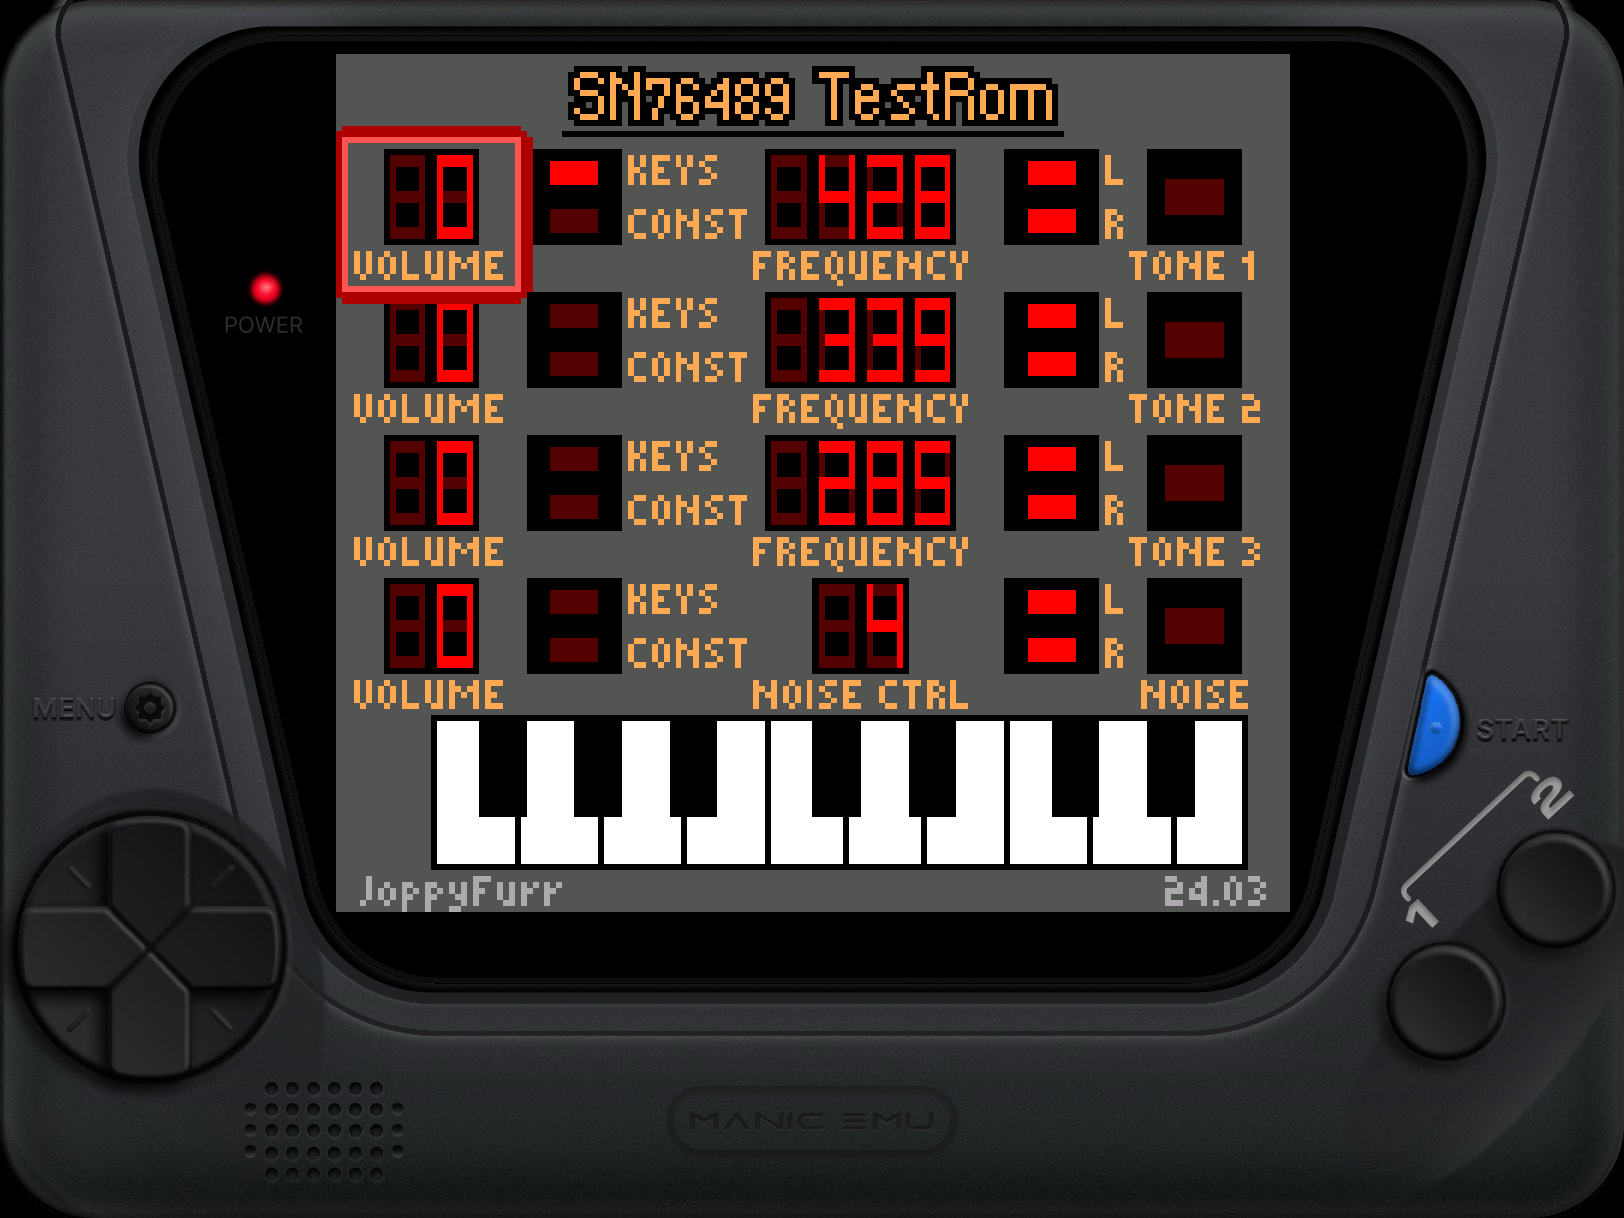 SN76489 TestRom
0 KEYS 428 L
CONST R
VOLUME FREQUENCY TONE 1
0 KEYS 339 L
CONST R
VOLUME FREQUENCY TONE 2
0 KEYS 285 L
CONST R
VOLUME FREQUENCY TONE 3
0 KEYS 4 L
CONST R
VOLUME NOISE CTRL NOISE
JoppyFurr 24.03
POWER
MENU
START
2
1
MANIC EMU